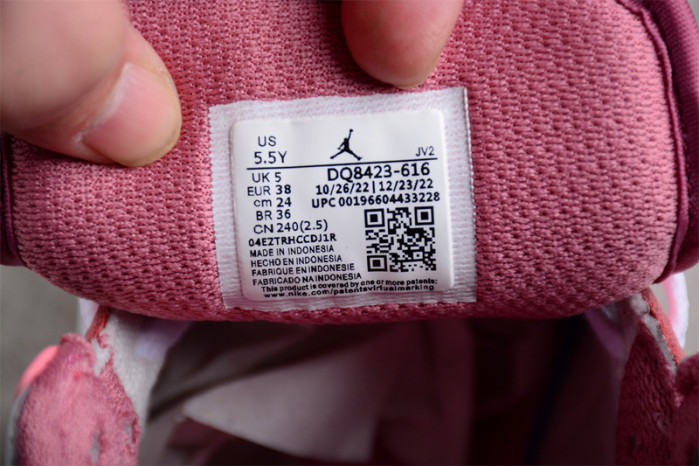 US
5.5Y
JV2
UK 5
DQ8423-616
EUR 38
10/26/22 | 12/23/22
cm 24
UPC 00196604433228
BR 36
CN 240(2.5)
04EZTRHCCDJ1R
MADE IN INDONESIA
HECHO EN INDONESIA
FABRIQUE EN INDONESIE
FABRICADO NA INDONESIA
This product is covered by one or more patents:
www.nike.com/patentsvirtualmarking